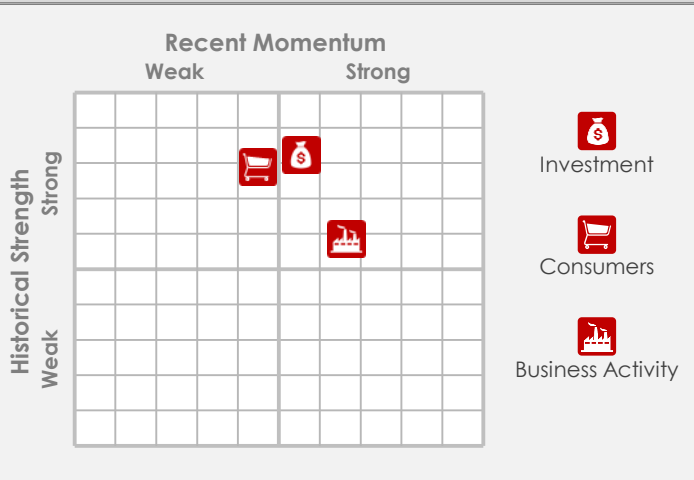 Recent Momentum
Weak Strong
Historical Strength
Strong
Weak
$
Investment
$
Consumers
Business Activity